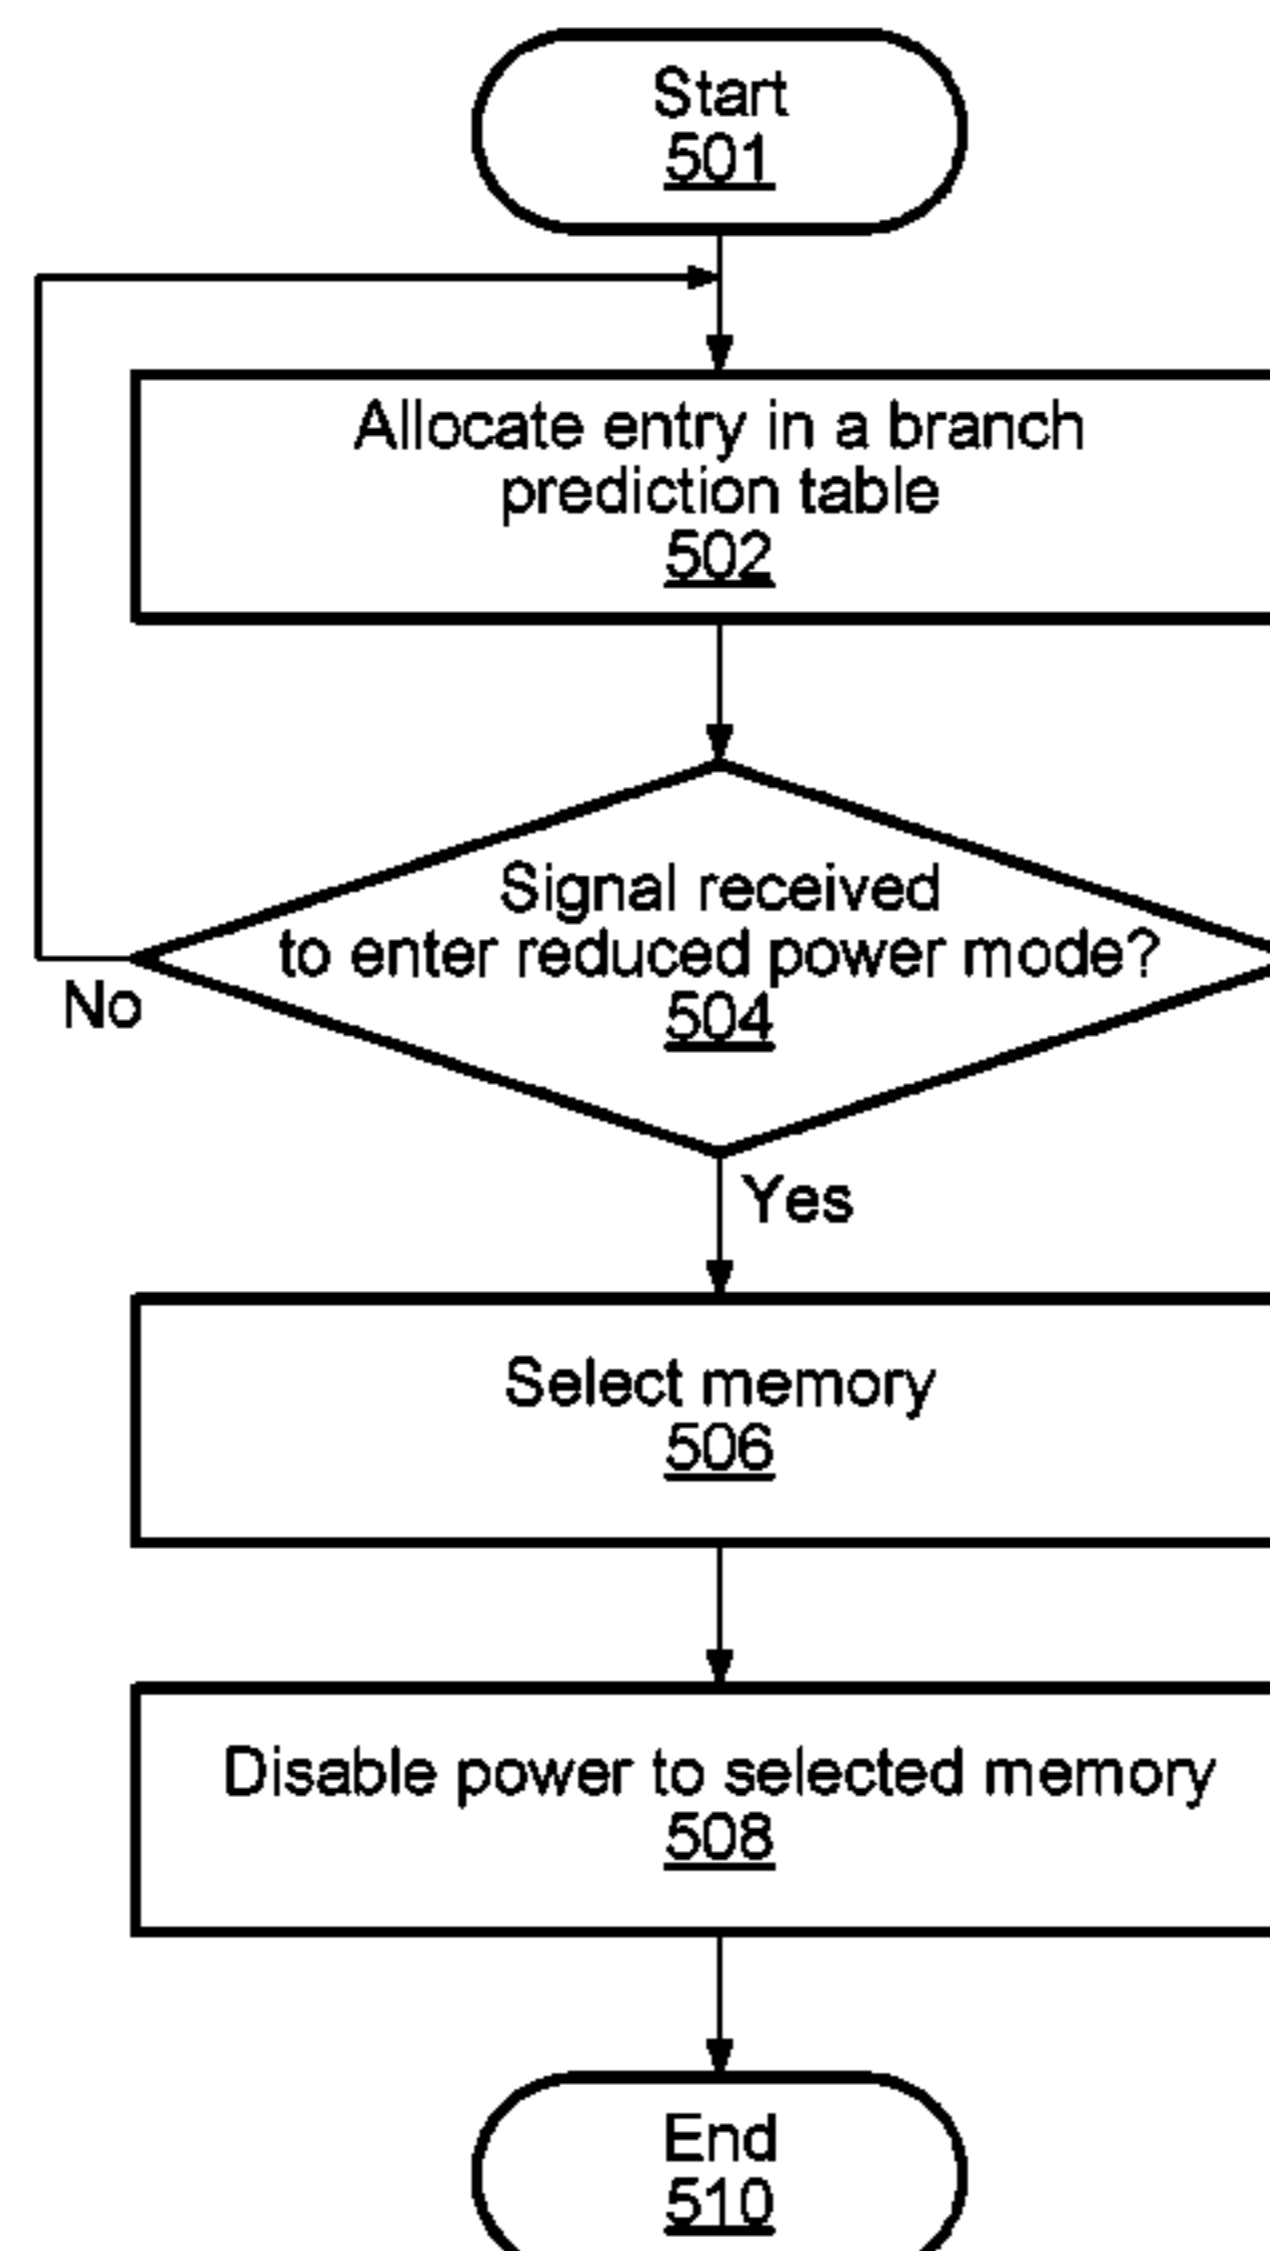 Start
501
Allocate entry in a branch
prediction table
502
Signal received
to enter reduced power mode?
504
No
Yes
Select memory
506
Disable power to selected memory
508
End
510